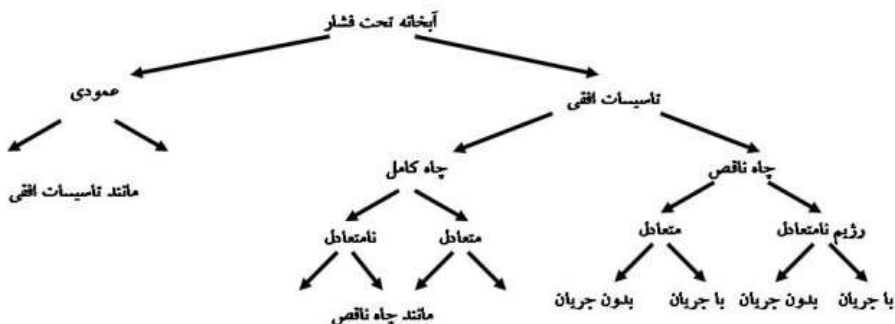 آبخانه تحت فشار
تاسیسات افقی
عمودی
چاه ناقص
چاه کامل
مانند تاسیسات افقی
رژیم نامتعادل
متعادل
متعادل
نامتعادل
با جریان
بدون جریان
با جریان
بدون جریان
مانند چاه ناقص